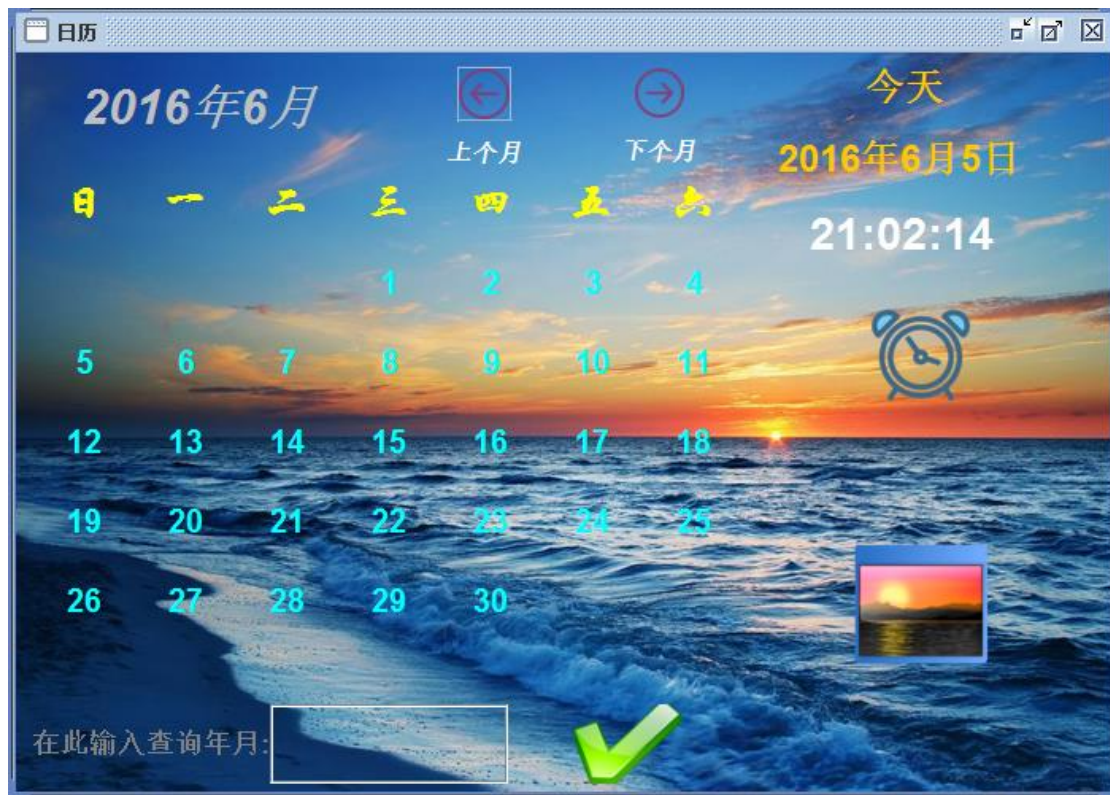 日历
2016年6月
上个月 下个月
今天
2016年6月5日
21:02:14
日 一 二 三 四 五 六
1 2 3 4
5 6 7 8 9 10 11
12 13 14 15 16 17 18
19 20 21 22 23 24 25
26 27 28 29 30
在此输入查询年月: